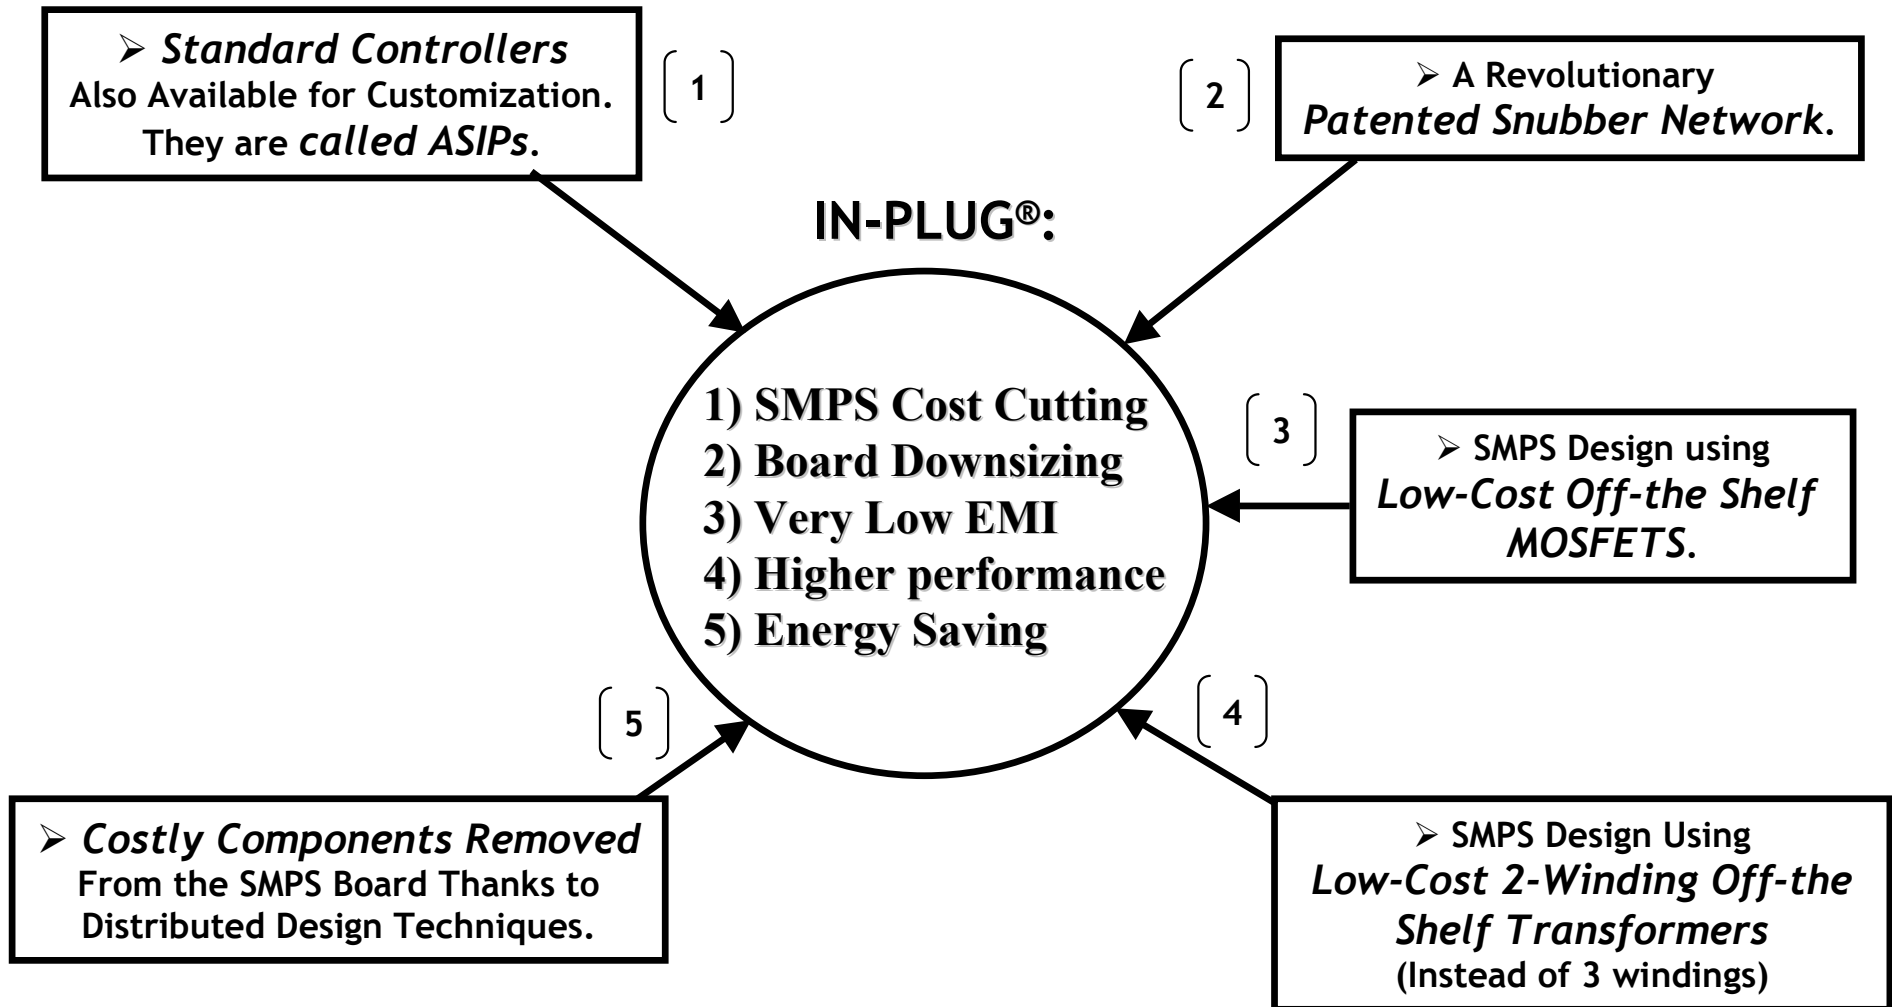 ➢ Standard Controllers
Also Available for Customization.
They are called ASIPs.
1
2
➢ A Revolutionary
Patented Snubber Network.
IN-PLUG®:
1) SMPS Cost Cutting
2) Board Downsizing
3) Very Low EMI
4) Higher performance
5) Energy Saving
3
➢ SMPS Design using
Low-Cost Off-the Shelf
MOSFETS.
4
➢ SMPS Design Using
Low-Cost 2-Winding Off-the
Shelf Transformers
(Instead of 3 windings)
5
➢ Costly Components Removed
From the SMPS Board Thanks to
Distributed Design Techniques.